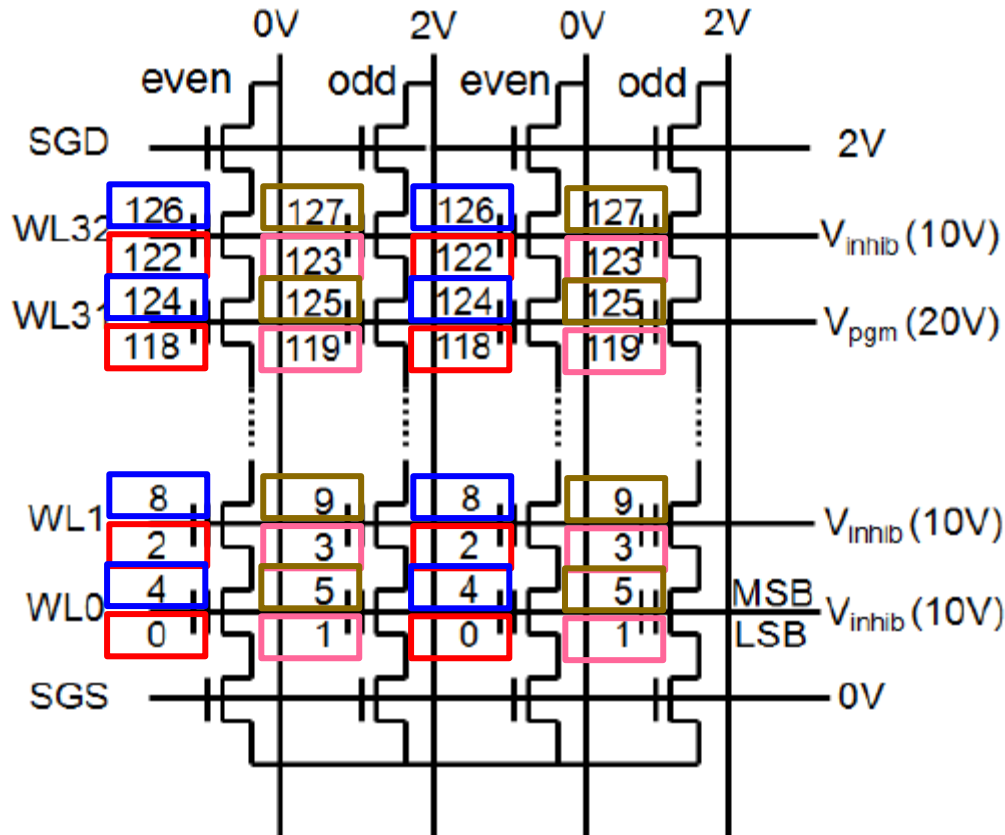 0V 2V 0V 2V
even odd even odd
SGD 2V
126 127 126 127
WL32 Vinhib (10V)
122 123 122 123
124 125 124 125
WL31 Vpgm (20V)
118 119 118 119
8 9 8 9
WL1 Vinhib (10V)
2 3 2 3
4 5 4 5 MSB
WL0 Vinhib (10V)
0 1 0 1 LSB
SGS 0V